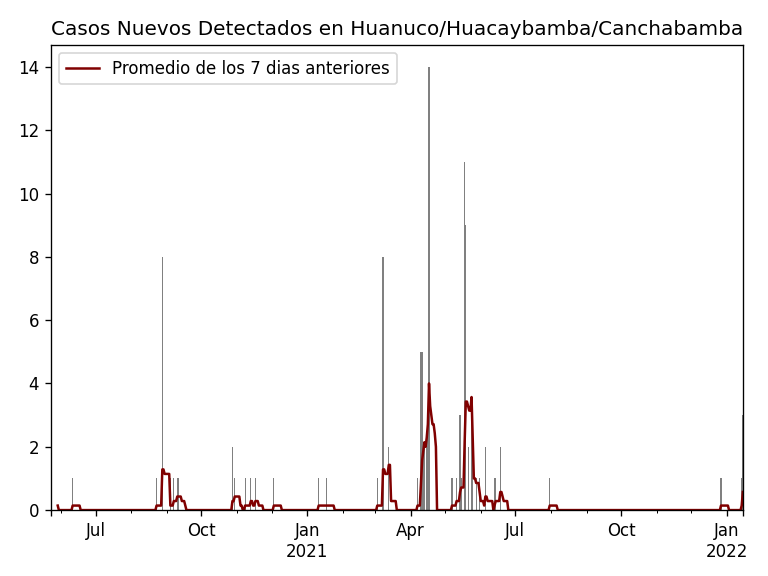 Casos Nuevos Detectados en Huanuco/Huacaybamba/Canchabamba
Promedio de los 7 dias anteriores
14
12
10
8
6
4
2
0
Jul
Oct
Jan
2021
Apr
Jul
Oct
Jan
2022